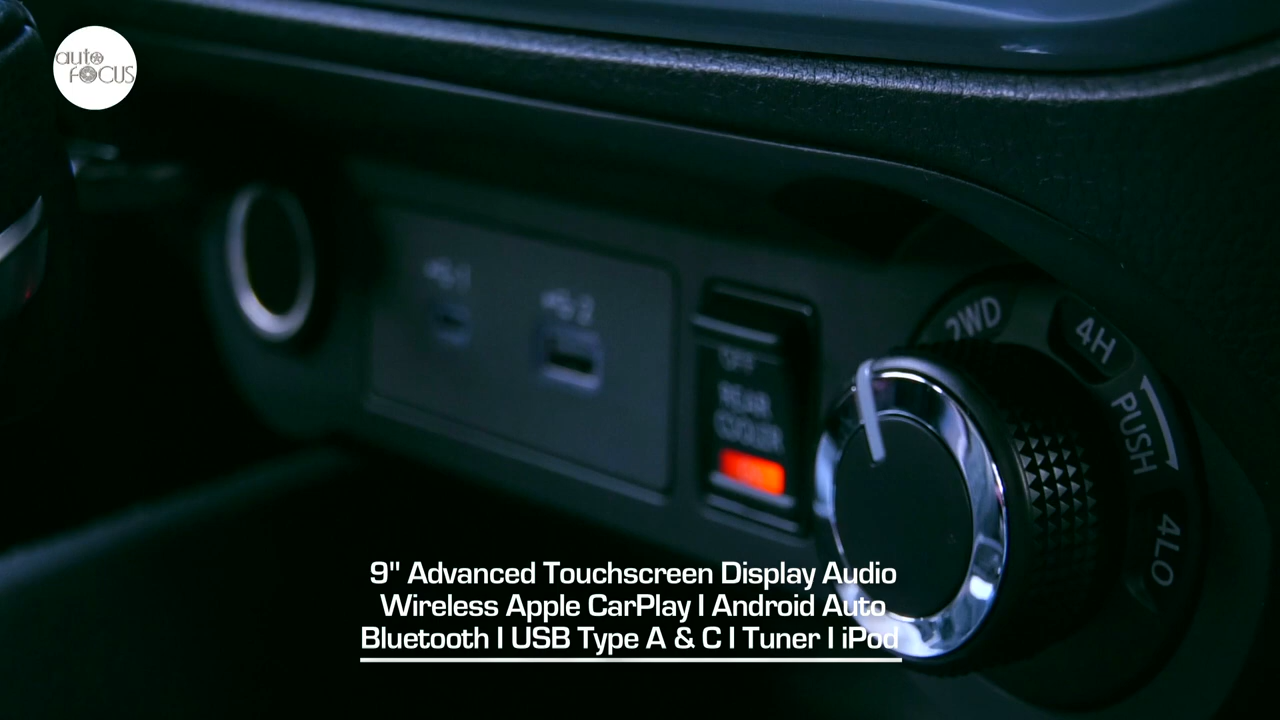 auto
FOCUS
2WD
4H
PUSH
4LO
OFF
REAR
COOLER
9" Advanced Touchscreen Display Audio
Wireless Apple CarPlay | Android Auto
Bluetooth | USB Type A & C | Tuner | iPod